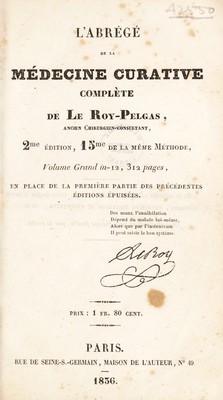 42550
L'ABRÉGÉ
DE LA
MÉDECINE CURATIVE
COMPLÈTE
DE LE ROY-PELGAS,
ANCIEN CHIRURGIEN-CONSULTANT,
2me ÉDITION, 15me DE LA MÊME MÉTHODE,
Volume Grand in-12, 312 pages,
EN PLACE DE LA PREMIÈRE PARTIE DES PRÉCÉDENTES
ÉDITIONS ÉPUISÉES.
Des maux l'annihilation
Dépend du malade lui-même,
Alors que par l'instruction
Il peut saisir le bon système.
LeRoy
PRIX : 1 FR. 80 CENT.
PARIS.
RUE DE SEINE-S.-GERMAIN, MAISON DE L'AUTEUR, N° 49
1836.